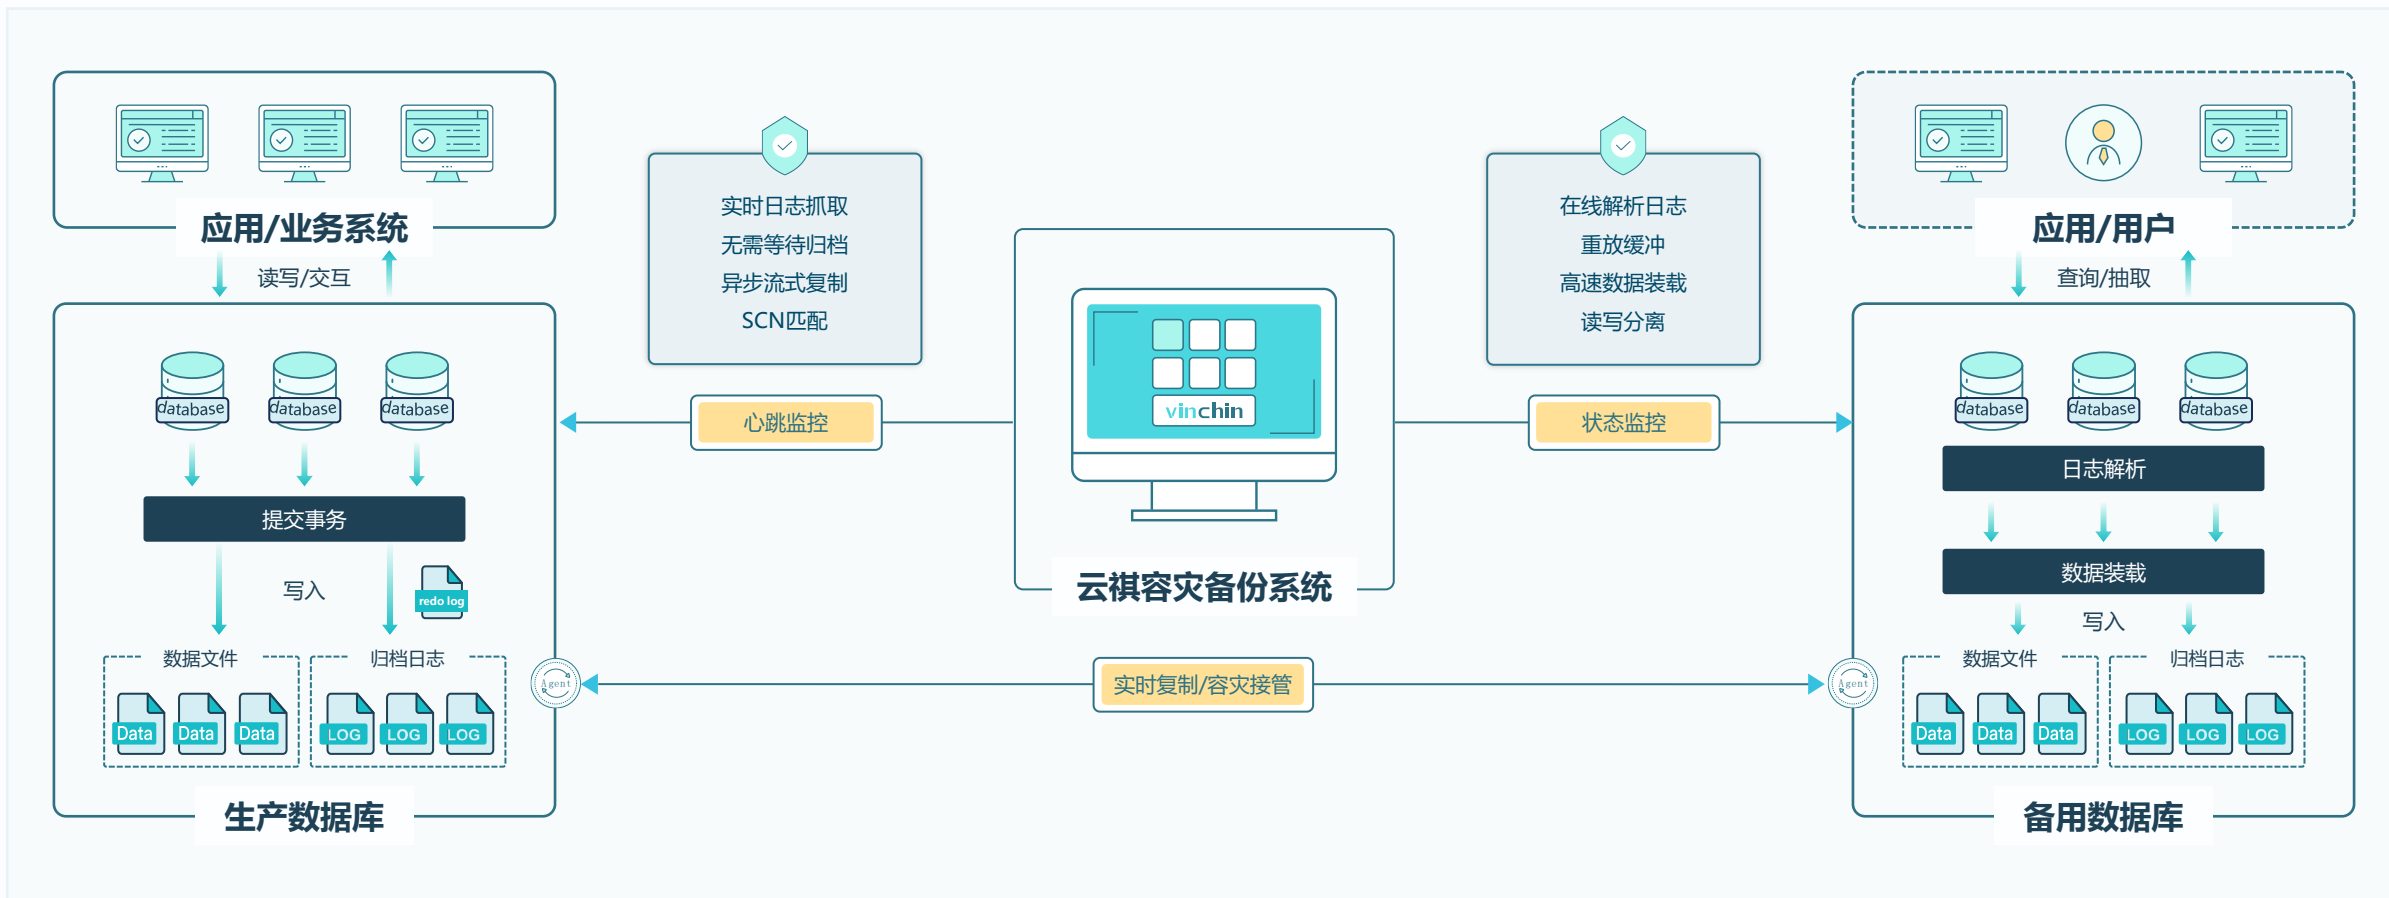 应用/业务系统
读写/交互
database
database
database
提交事务
写入
redo log
数据文件
归档日志
Data
Data
Data
LOG
LOG
LOG
Agent
生产数据库
实时日志抓取
无需等待归档
异步流式复制
SCN匹配
心跳监控
vinchin
云祺容灾备份系统
实时复制/容灾接管
在线解析日志
重放缓冲
高速数据装载
读写分离
状态监控
应用/用户
查询/抽取
database
database
database
日志解析
数据装载
写入
数据文件
归档日志
Agent
Data
Data
Data
LOG
LOG
LOG
备用数据库